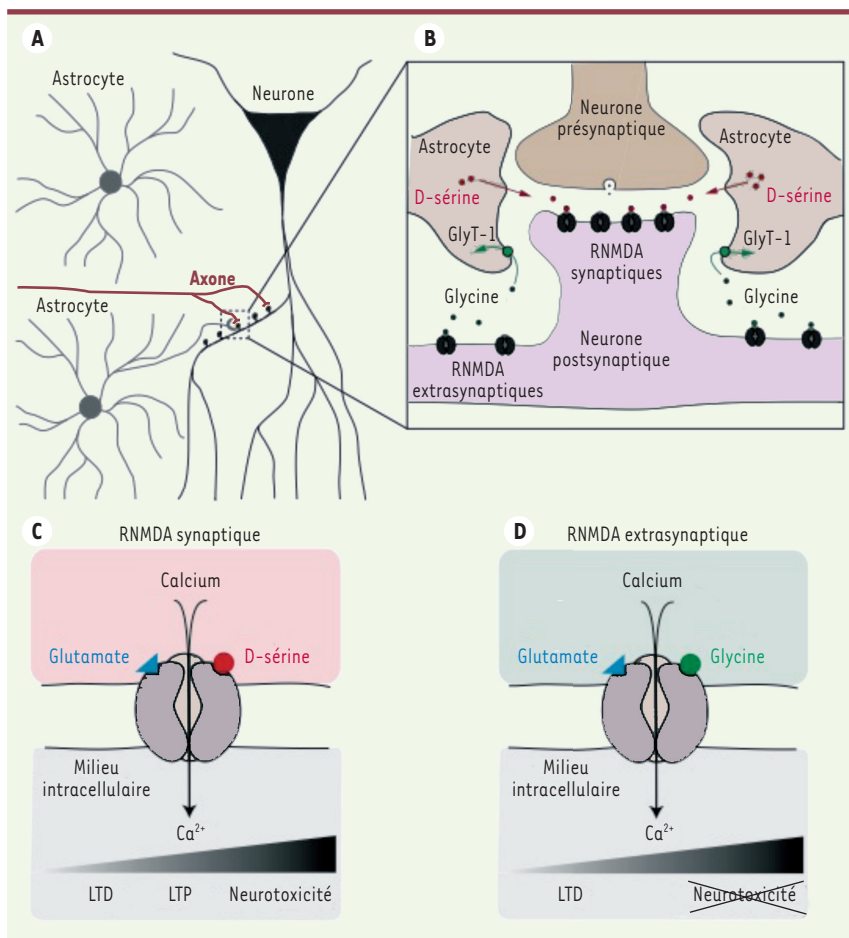 A
Astrocyte
Neurone
Axone
Astrocyte
B
Neurone
présynaptique
Astrocyte
Astrocyte
D-sérine
D-sérine
GlyT-1
GlyT-1
RNMDA
synaptiques
Glycine
Glycine
Neurone
postsynaptique
RNMDA
extrasynaptiques
C
RNMDA synaptique
Calcium
Glutamate
D-sérine
Milieu
intracellulaire
Ca²⁺
LTD LTP Neurotoxicité
D
RNMDA extrasynaptique
Calcium
Glutamate
Glycine
Milieu
intracellulaire
Ca²⁺
LTD Neurotoxicité